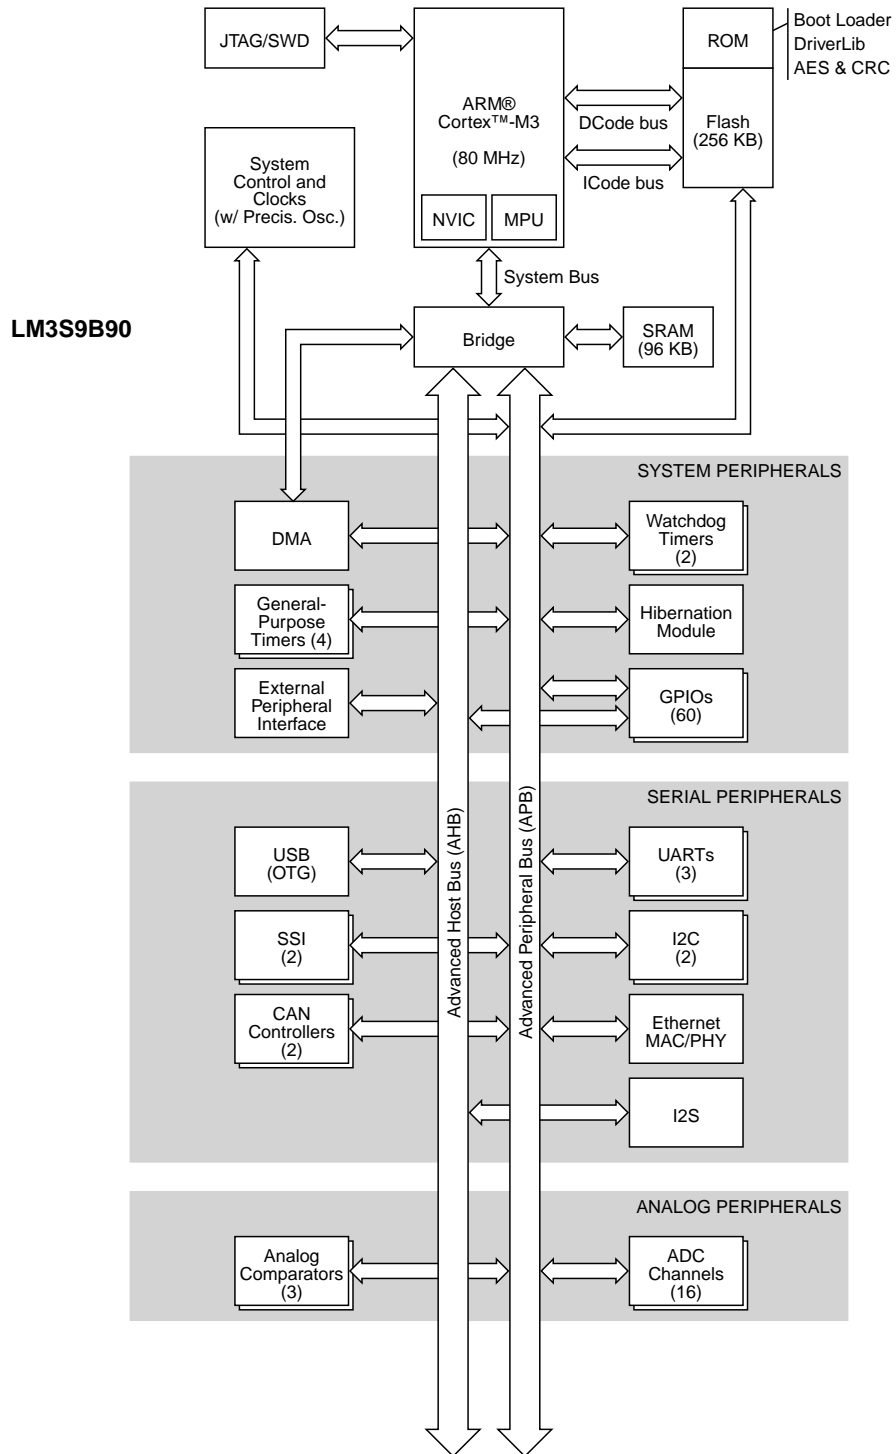 JTAG/SWD
ARM®
Cortex™-M3
(80 MHz)
NVIC
MPU
ROM
Boot Loader
DriverLib
AES & CRC
DCode bus
Flash
(256 KB)
ICode bus
System
Control and
Clocks
(w/ Precis. Osc.)
System Bus
LM3S9B90
Bridge
SRAM
(96 KB)
SYSTEM PERIPHERALS
DMA
Watchdog
Timers
(2)
General-
Purpose
Timers (4)
Hibernation
Module
External
Peripheral
Interface
GPIOs
(60)
Advanced Host Bus (AHB)
Advanced Peripheral Bus (APB)
SERIAL PERIPHERALS
USB
(OTG)
UARTs
(3)
SSI
(2)
I2C
(2)
CAN
Controllers
(2)
Ethernet
MAC/PHY
I2S
ANALOG PERIPHERALS
Analog
Comparators
(3)
ADC
Channels
(16)